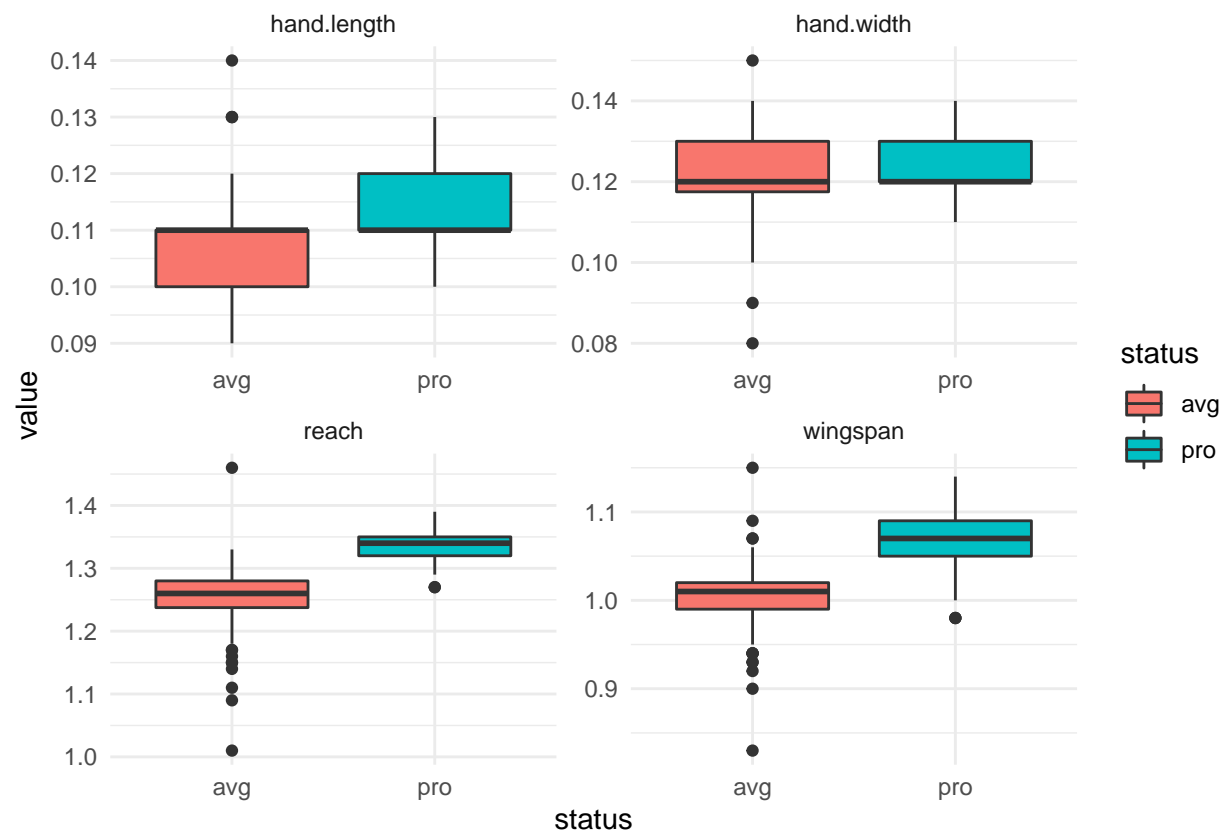 hand.length
hand.width
0.14
0.13
0.12
0.11
0.10
0.09
0.14
0.12
0.10
0.08
avg
pro
avg
pro
value
reach
wingspan
1.4
1.3
1.2
1.1
1.0
1.1
1.0
0.9
avg
pro
avg
pro
status
status
avg
pro